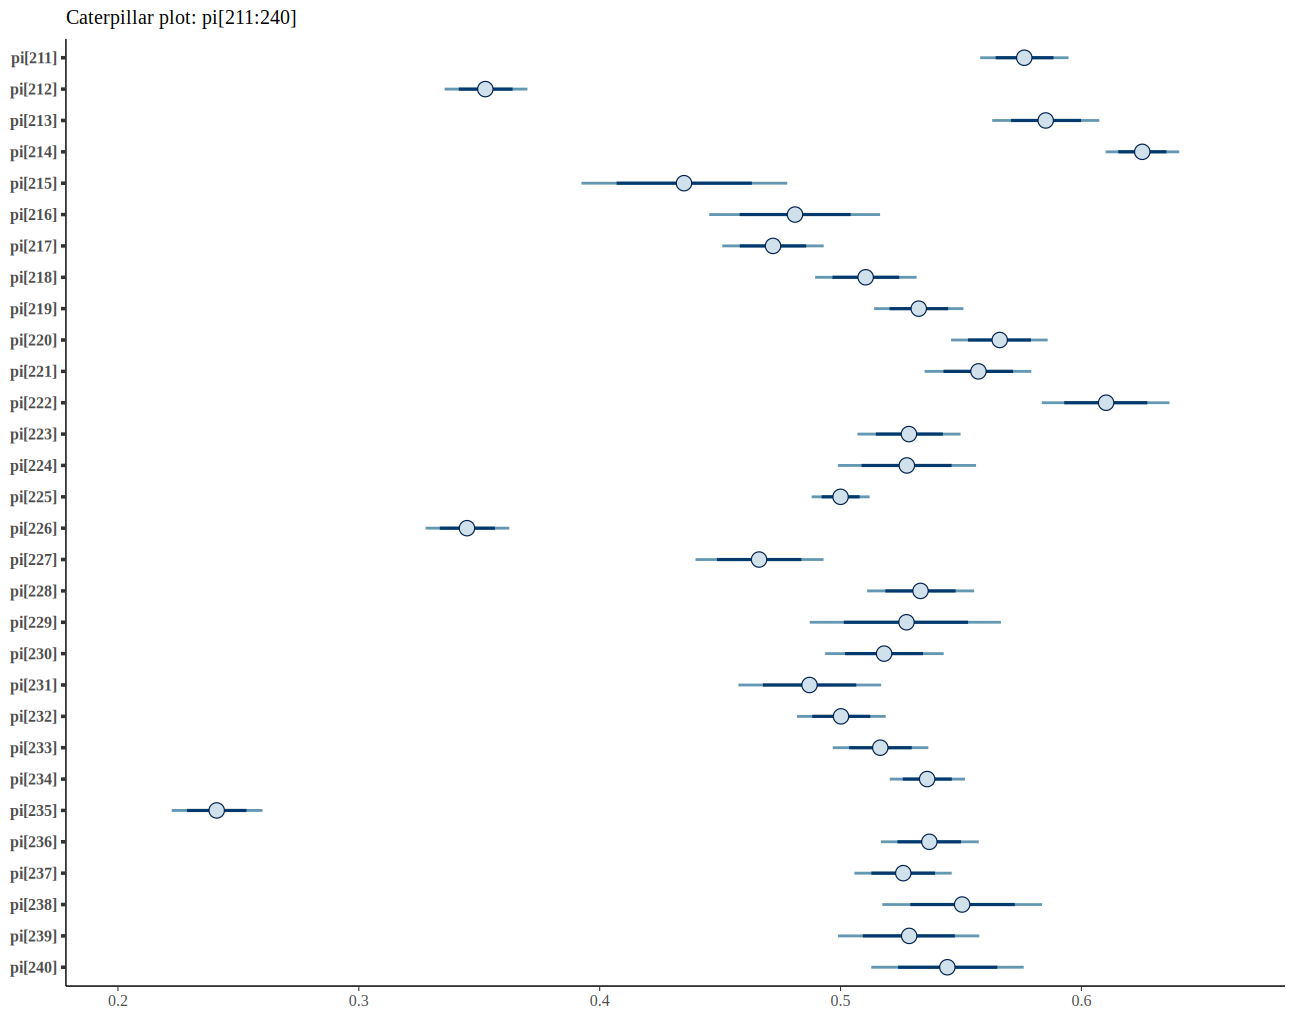 Caterpillar plot: pi[211:240]
pi[211]
pi[212]
pi[213]
pi[214]
pi[215]
pi[216]
pi[217]
pi[218]
pi[219]
pi[220]
pi[221]
pi[222]
pi[223]
pi[224]
pi[225]
pi[226]
pi[227]
pi[228]
pi[229]
pi[230]
pi[231]
pi[232]
pi[233]
pi[234]
pi[235]
pi[236]
pi[237]
pi[238]
pi[239]
pi[240]
0.2 0.3 0.4 0.5 0.6